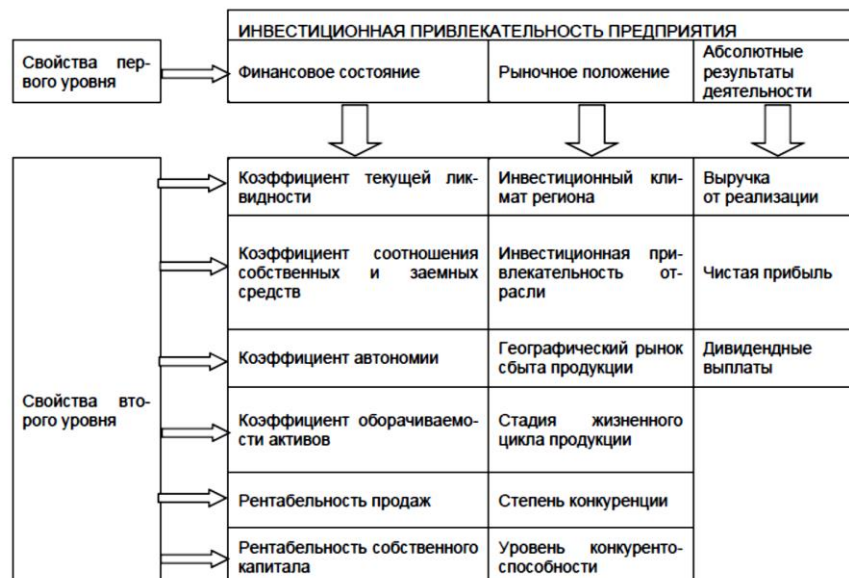 ИНВЕСТИЦИОННАЯ ПРИВЛЕКАТЕЛЬНОСТЬ ПРЕДПРИЯТИЯ
Свойства пер-
вого уровня
Финансовое состояние
Рыночное положение
Абсолютные
результаты
деятельности
Свойства вто-
рого уровня
Коэффициент текущей лик-
видности
Инвестиционный кли-
мат региона
Выручка
от реализации
Коэффициент соотношения
собственных и заемных
средств
Инвестиционная при-
влекательность от-
расли
Чистая прибыль
Коэффициент автономии
Географический рынок
сбыта продукции
Дивидендные
выплаты
Коэффициент оборачиваемо-
сти активов
Стадия жизненного
цикла продукции
Рентабельность продаж
Степень конкуренции
Рентабельность собственного
капитала
Уровень конкуренто-
способности